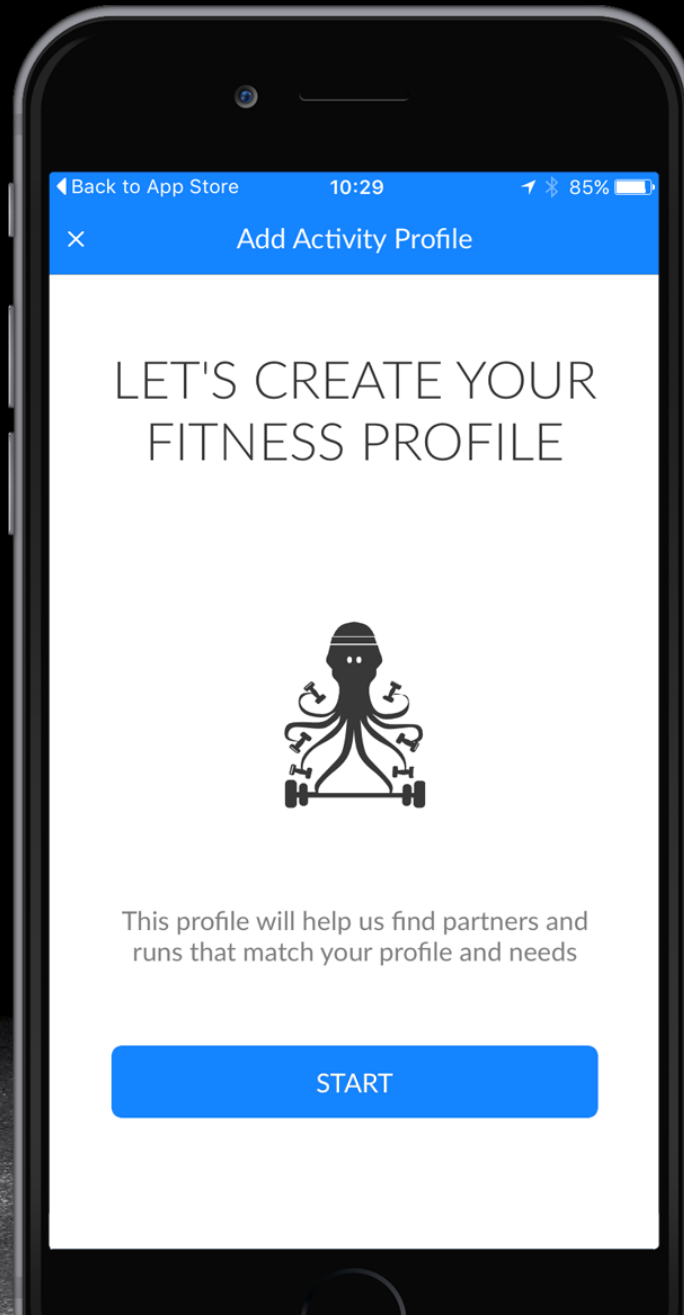 Back to App Store 10:29 85%
Add Activity Profile
LET'S CREATE YOUR
FITNESS PROFILE
This profile will help us find partners and
runs that match your profile and needs
START